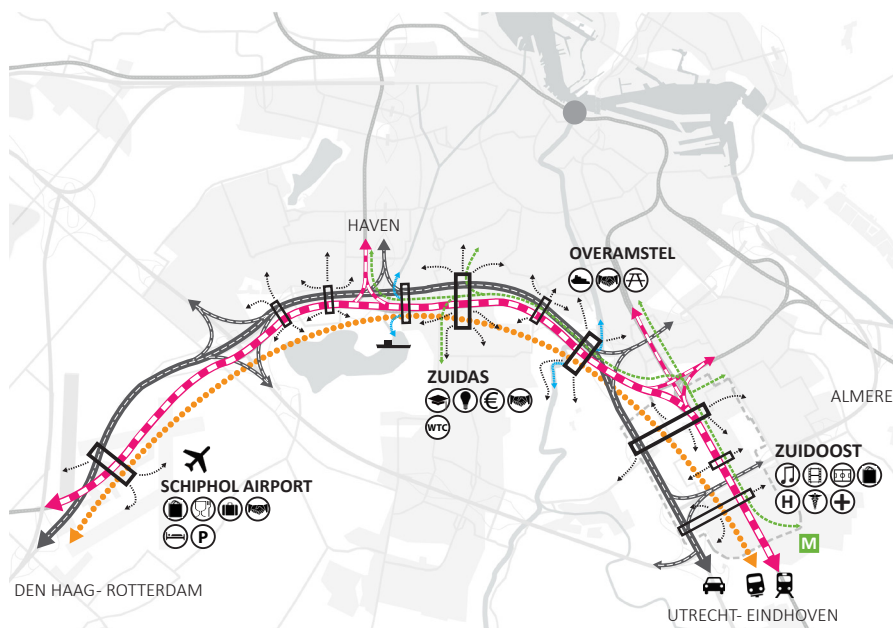 HAVEN
OVERAMSTEL
ZUIDAS
€
WTC
ALMERE
ZUIDOOST
H
M
SCHIPHOL AIRPORT
P
DEN HAAG- ROTTERDAM
UTRECHT- EINDHOVEN